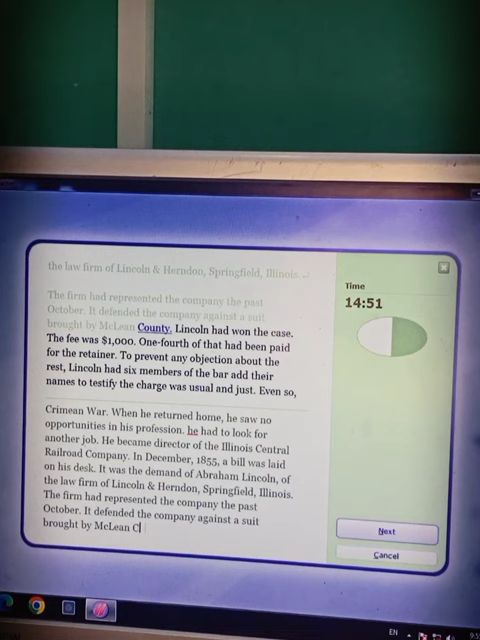 the law firm of Lincoln & Herndon, Springfield, Illinois.
The firm had represented the company the past
October. It defended the company against a suit
brought by McLean County. Lincoln had won the case.
The fee was $1,000. One-fourth of that had been paid
for the retainer. To prevent any objection about the
rest, Lincoln had six members of the bar add their
names to testify the charge was usual and just. Even so,
Crimean War. When he returned home, he saw no
opportunities in his profession. he had to look for
another job. He became director of the Illinois Central
Railroad Company. In December, 1855, a bill was laid
on his desk. It was the demand of Abraham Lincoln, of
the law firm of Lincoln & Herndon, Springfield, Illinois.
The firm had represented the company the past
October. It defended the company against a suit
brought by McLean C
Time
14:51
Next
Cancel
EN